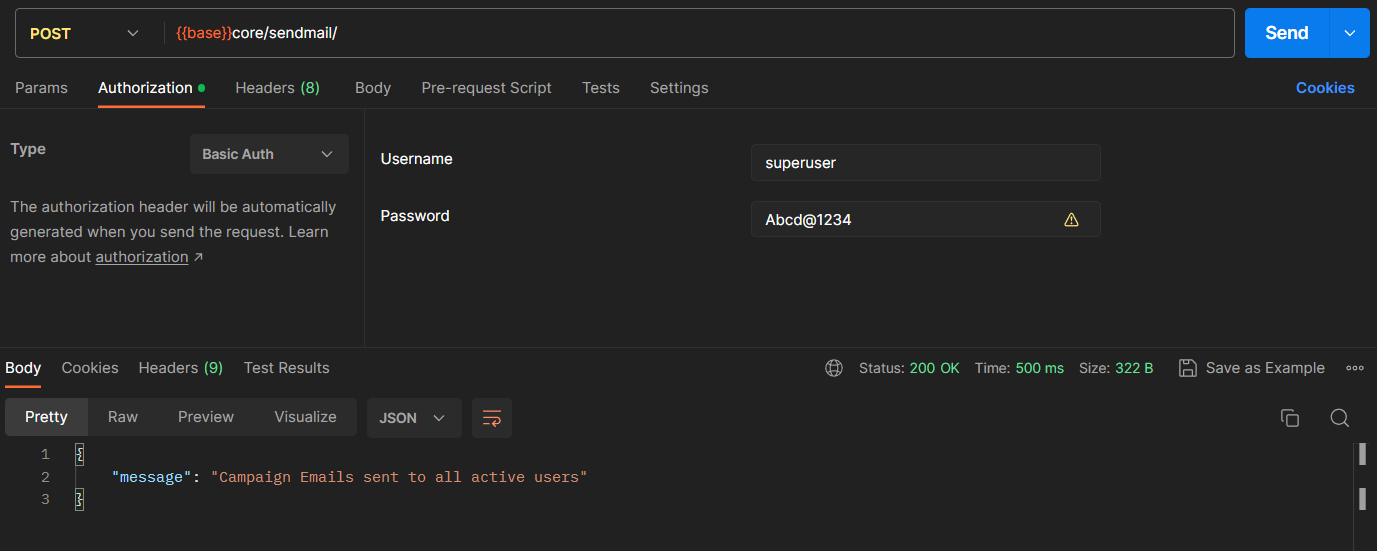 POST {{base}}core/sendmail/ Send
Params Authorization Headers (8) Body Pre-request Script Tests Settings Cookies
Type Basic Auth
The authorization header will be automatically
generated when you send the request. Learn
more about authorization ↗
Username superuser
Password Abcd@1234
Body Cookies Headers (9) Test Results Status: 200 OK Time: 500 ms Size: 322 B Save as Example
Pretty Raw Preview Visualize JSON
1 {
2 "message": "Campaign Emails sent to all active users"
3 }